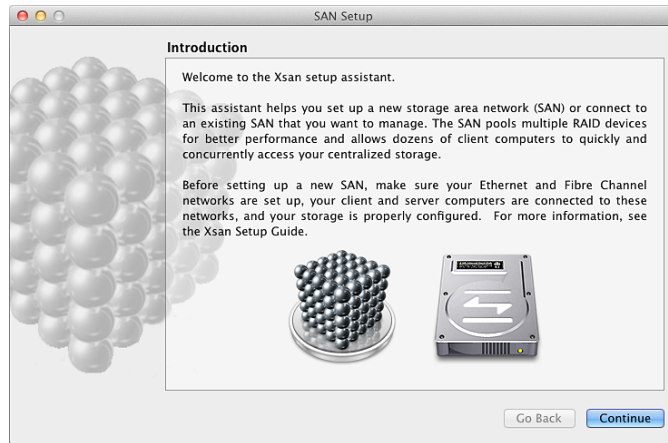 SAN Setup
Introduction
Welcome to the Xsan setup assistant.
This assistant helps you set up a new storage area network (SAN) or connect to
an existing SAN that you want to manage. The SAN pools multiple RAID devices
for better performance and allows dozens of client computers to quickly and
concurrently access your centralized storage.
Before setting up a new SAN, make sure your Ethernet and Fibre Channel
networks are set up, your client and server computers are connected to these
networks, and your storage is properly configured. For more information, see
the Xsan Setup Guide.
Go Back
Continue